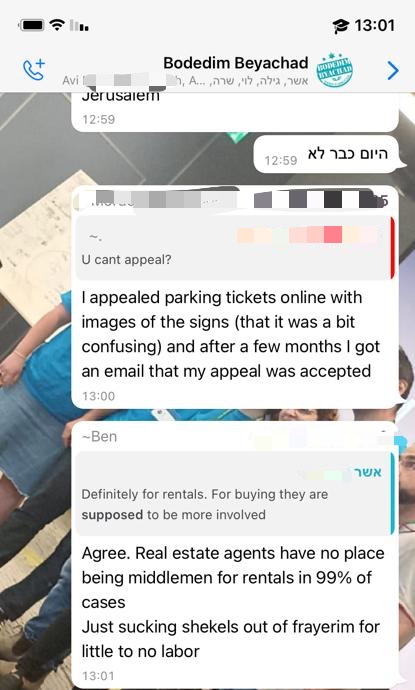 13:01
Bodedim Beyachad
Avi h, A... ,אשר, גילה, לוי, שרה
BODEDIM
BEYACHAD
Jerusalem
12:59
היום כבר לא
12:59
5
~.
U cant appeal?
I appealed parking tickets online with
images of the signs (that it was a bit
confusing) and after a few months I got
an email that my appeal was accepted
13:00
~Ben
אשר
Definitely for rentals. For buying they are
supposed to be more involved
Agree. Real estate agents have no place
being middlemen for rentals in 99% of
cases
Just sucking shekels out of frayerim for
little to no labor
13:01